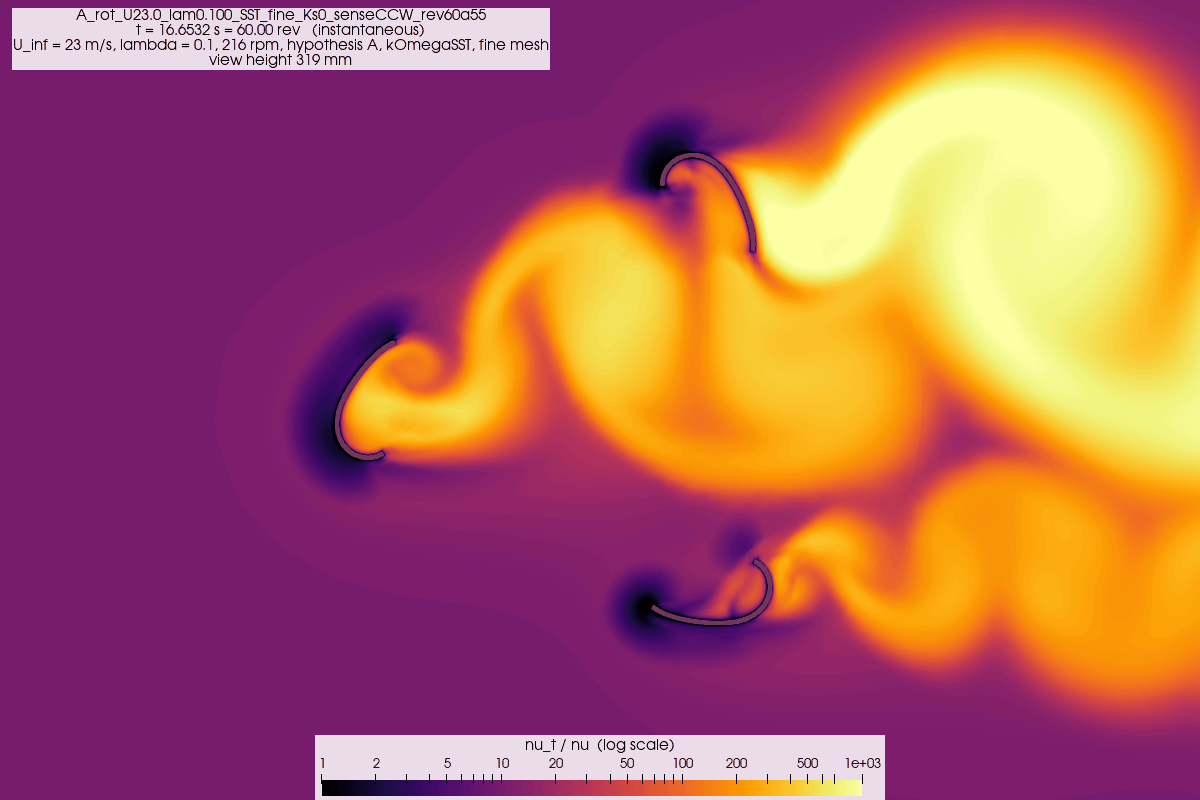 A_rot_U23.0_lam0.100_SST_fine_Ks0_senseCCW_rev60a55
t = 16.6532 s = 60.00 rev (instantaneous)
U_inf = 23 m/s, lambda = 0.1, 216 rpm, hypothesis A, kOmegaSST, fine mesh
view height 319 mm
nu_t / nu (log scale)
1 2 5 10 20 50 100 200 500 1e+03